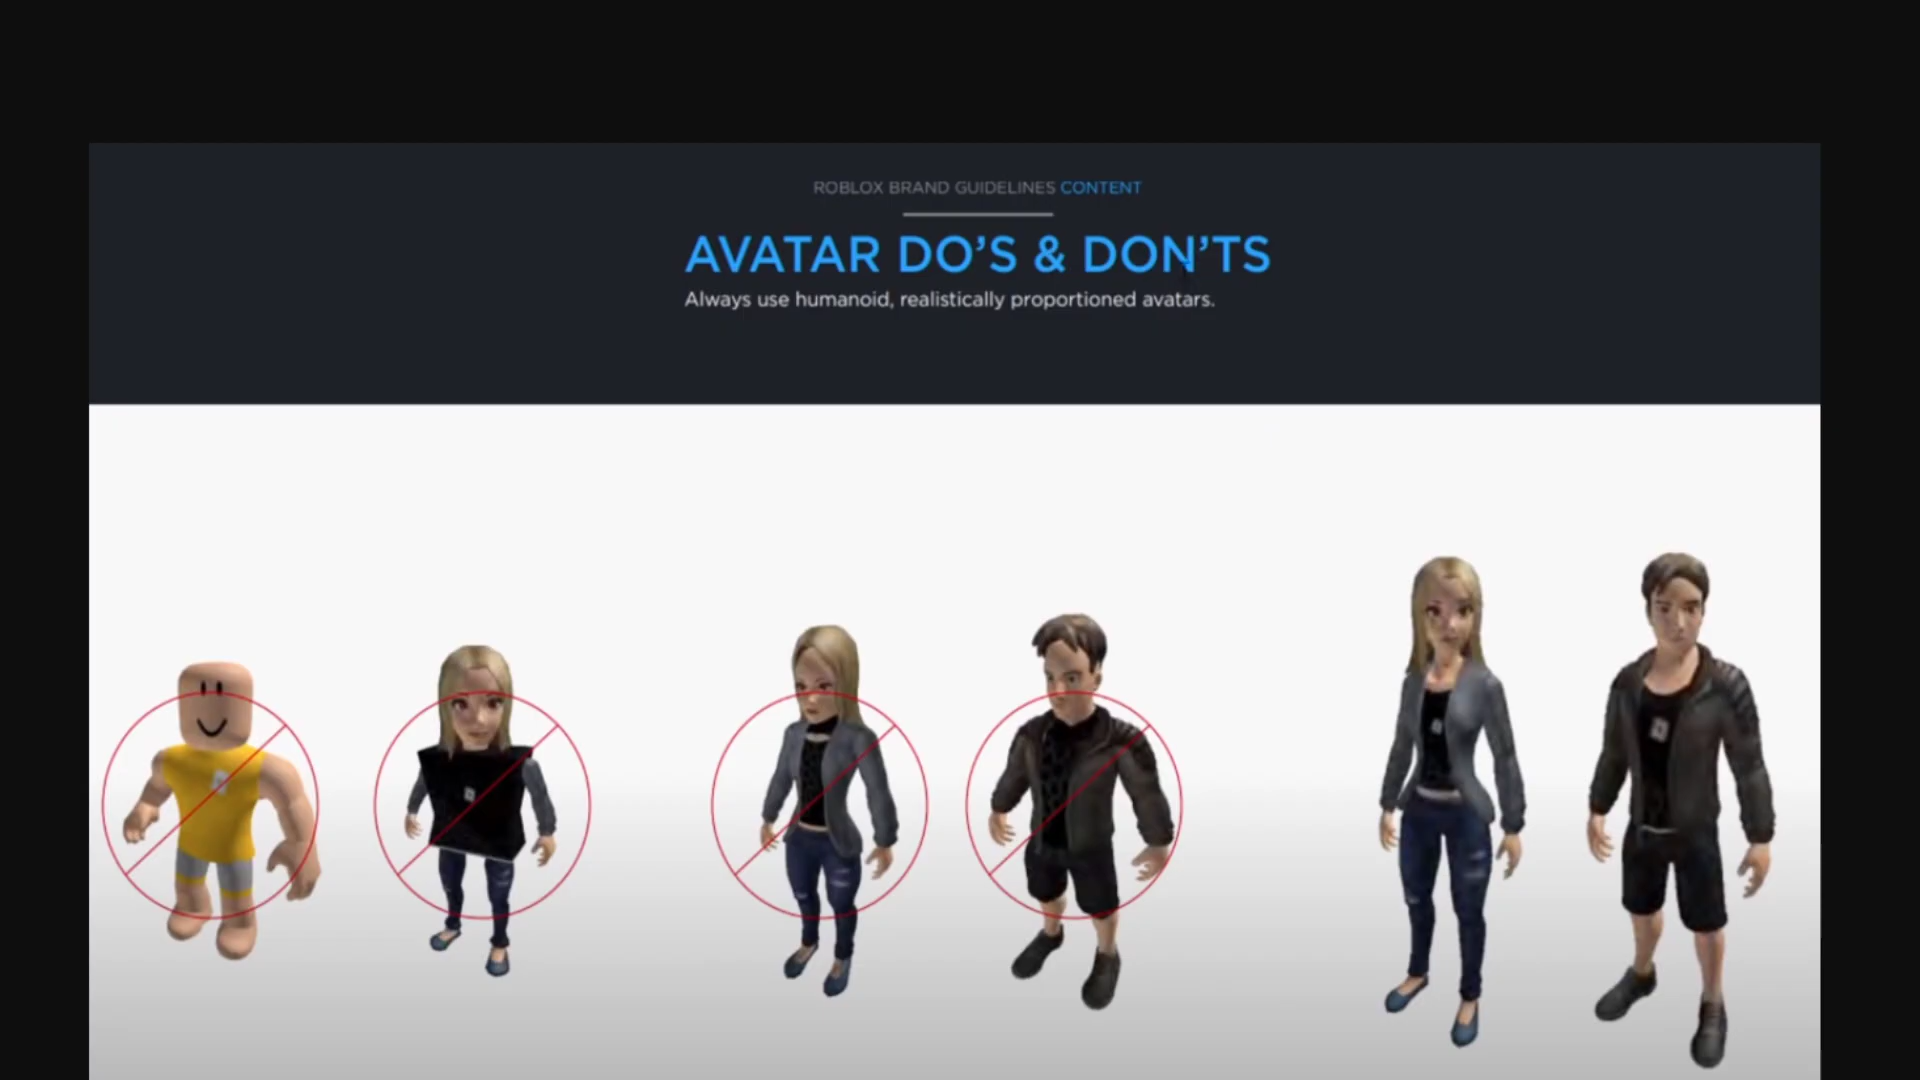 ROBLOX BRAND GUIDELINES CONTENT
AVATAR DO’S & DON’TS
Always use humanoid, realistically proportioned avatars.